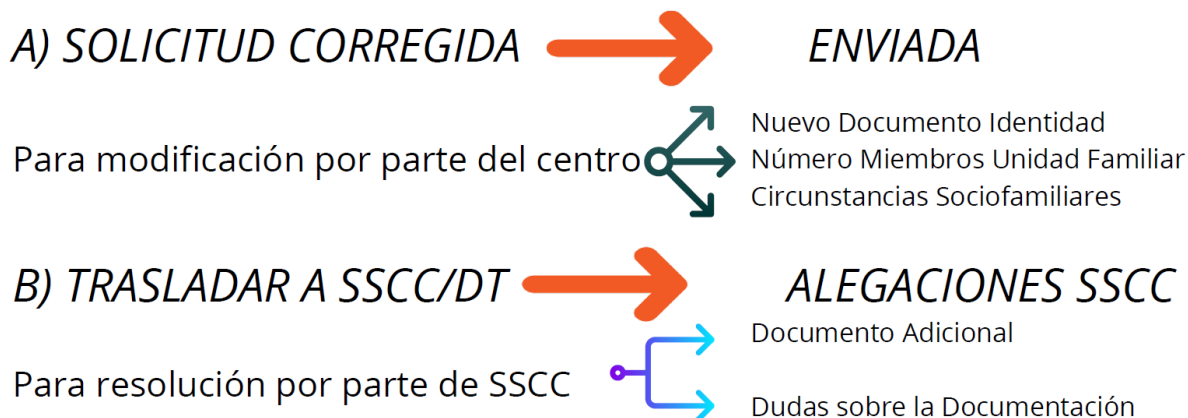 A) SOLICITUD CORREGIDA
ENVIADA
Para modificación por parte del centro
Nuevo Documento Identidad
Número Miembros Unidad Familiar
Circunstancias Sociofamiliares
B) TRASLADAR A SSCC/DT
ALEGACIONES SSCC
Para resolución por parte de SSCC
Documento Adicional
Dudas sobre la Documentación